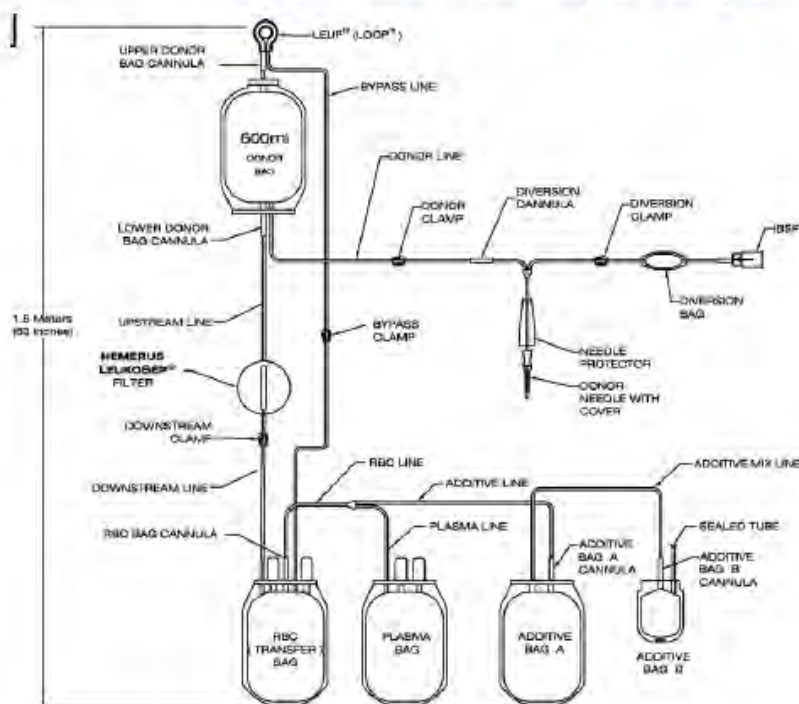 LEUP™ (LOOP™)
UPPER DONOR
BAG CANNULA
BYPASS LINE
600ml
DONOR
BAG
DONOR LINE
DONOR
CLAMP
DIVERSION
CANNULA
DIVERSION
CLAMP
LOWER DONOR
BAG CANNULA
DIVERSION
BAG
1.5 Meters
UPSTREAM LINE
BYPASS
CLAMP
NEEDLE
PROTECTOR
HEMERUS
LEUKOSEP®
FILTER
DONOR
NEEDLE WITH
COVER
DOWNSTREAM
CLAMP
RBC LINE
ADDITIVE LINE
ADDITIVE MIX LINE
DOWNSTREAM LINE
SEALED TUBE
RBC BAG CANNULA
PLASMA LINE
ADDITIVE
BAG A
CANNULA
ADDITIVE
BAG B
CANNULA
RBC
(TRANSFER)
BAG
PLASMA
BAG
ADDITIVE
BAG A
ADDITIVE
BAG B